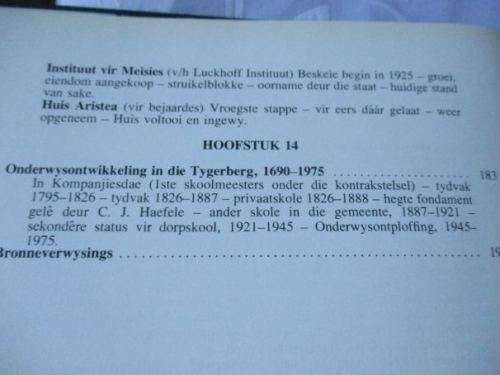 Instituut vir Meisies (v/h Luckhoff Instituut) Beskeie begin in 1925 – groei,
eiendom aangekoop – struikelblokke – oorname deur die staat – huidige stand
van sake.
Huis Aristea (vir bejaardes) Vroegste stappe – vir eers dáár gelaat – weer
opgeneem – Huis voltooi en ingewy.
HOOFSTUK 14
Onderwysontwikkeling in die Tygerberg, 1690–1975 .................... 183
In Kompanjiesdae (1ste skoolmeesters onder die kontrakstelsel) – tydvak
1795–1826 – tydvak 1826–1887 – privaatskole 1826–1888 – hegte fondament
gelê deur C. J. Haefele – ander skole in die gemeente, 1887–1921 –
sekondêre status vir dorpskool, 1921–1945 – Onderwysontploffing, 1945–
1975.
Bronneverwysings ....................